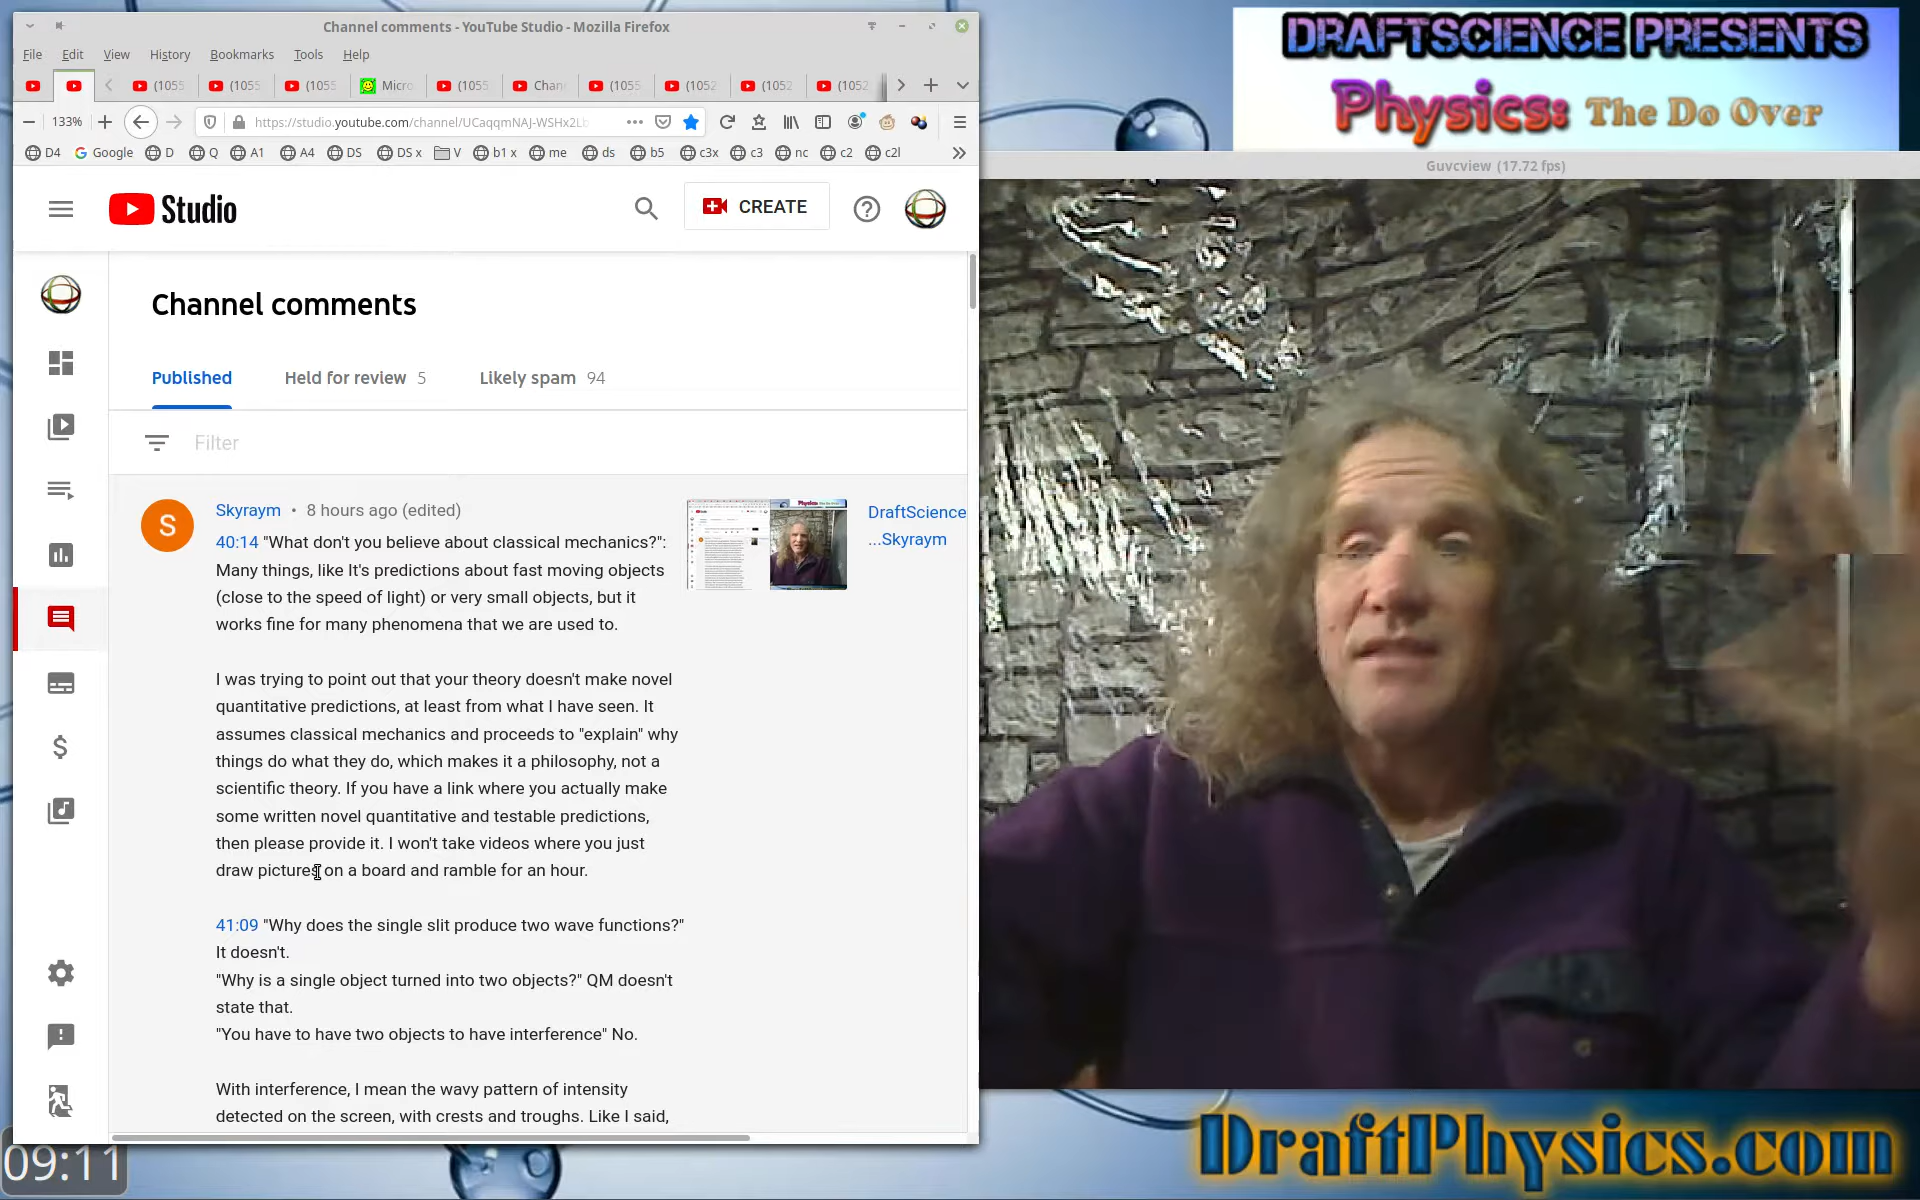 Channel comments - YouTube Studio - Mozilla Firefox
File Edit View History Bookmarks Tools Help
(1055 (1055 (1055 Micro (1055 Chan (1055 (1052 (1052 (1052
133% https://studio.youtube.com/channel/UCaqqmNAJ-WSHx2Lb
D4 Google D Q A1 A4 DS DS x V b1 x me ds b5 c3x c3 nc c2 c2l
Studio CREATE
Channel comments
Published Held for review 5 Likely spam 94
Filter
S
Skyraym • 8 hours ago (edited)
40:14 "What don't you believe about classical mechanics?":
Many things, like It's predictions about fast moving objects
(close to the speed of light) or very small objects, but it
works fine for many phenomena that we are used to.
I was trying to point out that your theory doesn't make novel
quantitative predictions, at least from what I have seen. It
assumes classical mechanics and proceeds to "explain" why
things do what they do, which makes it a philosophy, not a
scientific theory. If you have a link where you actually make
some written novel quantitative and testable predictions,
then please provide it. I won't take videos where you just
draw pictures on a board and ramble for an hour.
41:09 "Why does the single slit produce two wave functions?"
It doesn't.
"Why is a single object turned into two objects?" QM doesn't
state that.
"You have to have two objects to have interference" No.
With interference, I mean the wavy pattern of intensity
detected on the screen, with crests and troughs. Like I said,
DraftScience
...Skyraym
09:11
DRAFTSCIENCE PRESENTS
Physics: The Do Over
Guvcview (17.72 fps)
DraftPhysics.com